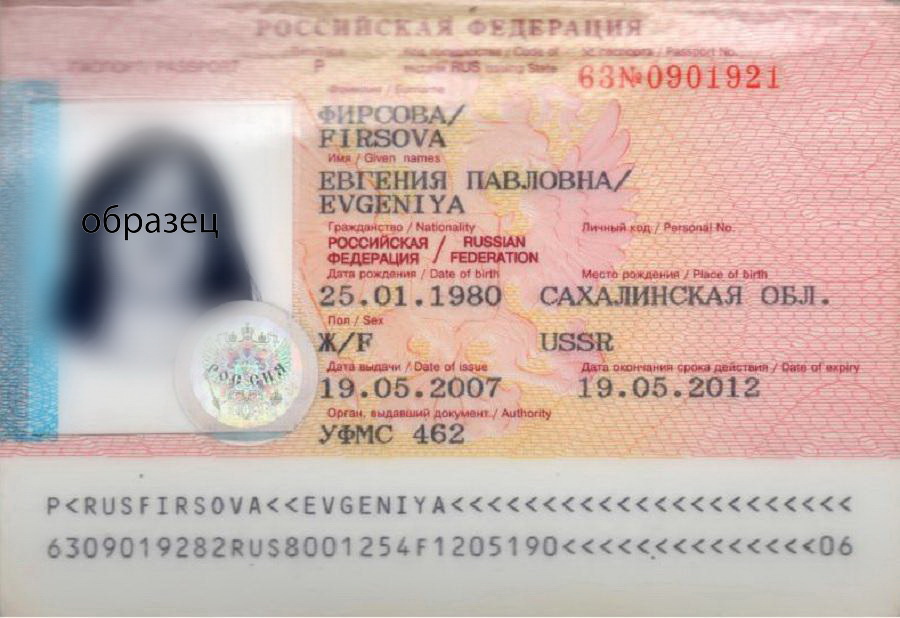 РОССИЙСКАЯ ФЕДЕРАЦИЯ
ПАСПОРТ / PASSPORT
P
RUS
Code of issuing State
№ паспорта / Passport No.
63№0901921
Фамилия / Surname
ФИРСОВА/
FIRSOVA
Имя / Given names
ЕВГЕНИЯ ПАВЛОВНА/
EVGENIYA
Гражданство / Nationality
Личный код / Personal No.
РОССИЙСКАЯ / RUSSIAN
ФЕДЕРАЦИЯ / FEDERATION
Дата рождения / Date of birth
Место рождения / Place of birth
25.01.1980
САХАЛИНСКАЯ ОБЛ.
Пол / Sex
Ж/F
USSR
Дата выдачи / Date of issue
Дата окончания срока действия / Date of expiry
19.05.2007
19.05.2012
Орган, выдавший документ / Authority
УФМС 462
образец
РОССИЯ
P<RUSFIRSOVA<<EVGENIYA<<<<<<<<<<<<<<<<<<<<<<
6309019282RUS8001254F1205190<<<<<<<<<<<<<<06